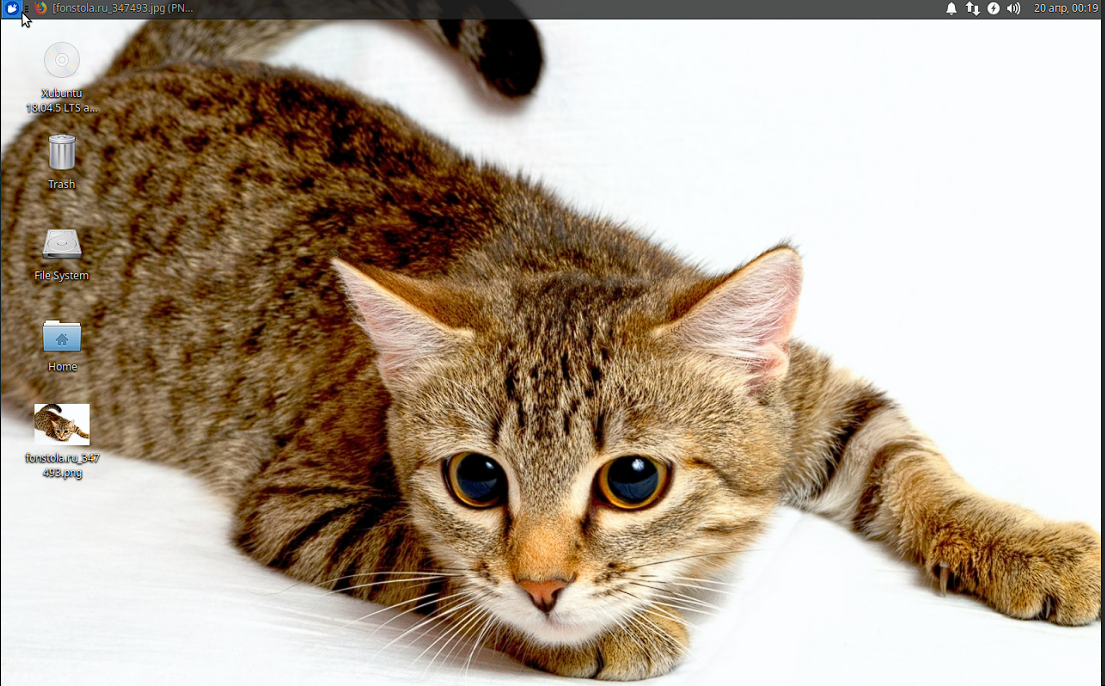 [fonstola.ru_347493.jpg (PN...
20 апр, 00:19
Xubuntu
18.04.5 LTS a...
Trash
File System
Home
fonstola.ru_347
493.png